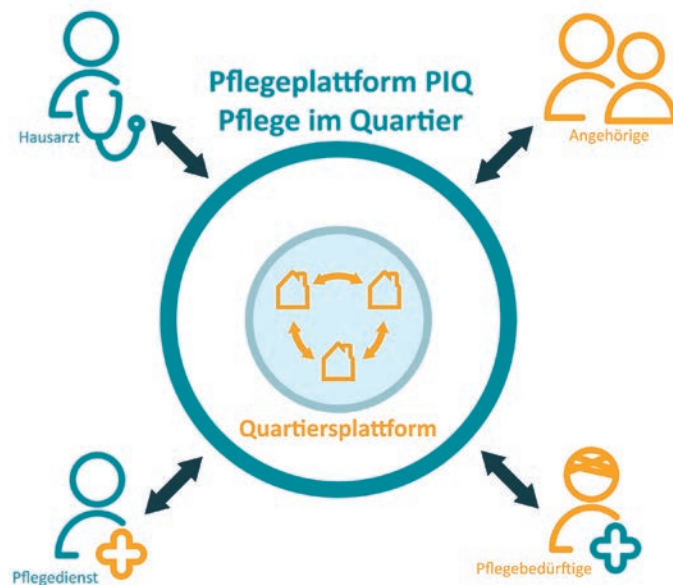 Pflegeplattform PIQ
Pflege im Quartier
Hausarzt
Angehörige
Quartiersplattform
Pflegedienst
Pflegebedürftige